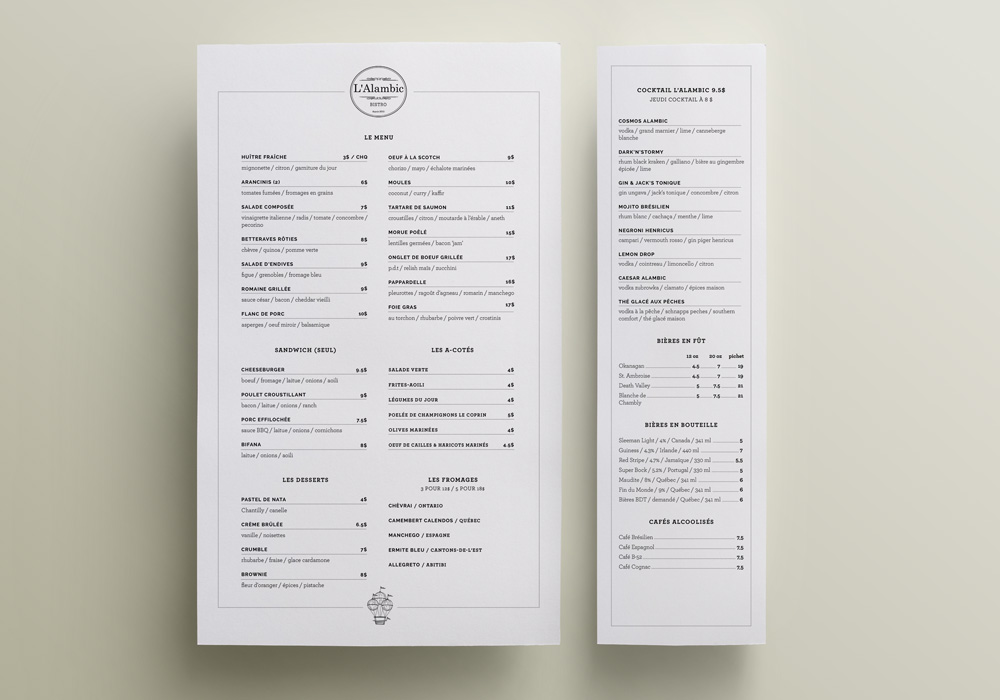 L'Alambic
BISTRO
LE MENU
HUÎTRE FRAÎCHE 3$ / CHQ
mignonette / citron / garniture du jour
ARANCINIS (2) 6$
tomates fumées / fromages en grains
SALADE COMPOSÉE 7$
vinaigrette italienne / radis / tomate / concombre /
pecorino
BETTERAVES RÔTIES 8$
chèvre / quinoa / pomme verte
SALADE D'ENDIVES 9$
figue / grenobles / fromage bleu
ROMAINE GRILLÉE 9$
sauce césar / bacon / cheddar vieilli
FLANC DE PORC 10$
asperges / oeuf miroir / balsamique
OEUF À LA SCOTCH 9$
chorizo / mayo / échalote marinées
MOULES 10$
coconut / curry / kaffir
TARTARE DE SAUMON 11$
croustilles / citron / moutarde à l'érable / aneth
MORUE POÊLÉ 15$
lentilles germées / bacon 'jam'
ONGLET DE BOEUF GRILLÉE 17$
p.d.t / relish maïs / zucchini
PAPPARDELLE 16$
pleurottes / ragoût d'agneau / romarin / manchego
FOIE GRAS 17$
au torchon / rhubarbe / poivre vert / crostinis
SANDWICH (SEUL)
CHEESEBURGER 9.5$
boeuf / fromage / laitue / onions / aoili
POULET CROUSTILLANT 9$
bacon / laitue / onions / ranch
PORC EFFILOCHÉE 7.5$
sauce BBQ / laitue / onions / cornichons
BIFANA 8$
laitue / onions / aoili
LES A-COTÉS
SALADE VERTE 4$
FRITES-AOILI 4$
LÉGUMES DU JOUR 4$
POELÉE DE CHAMPIGNONS LE COPRIN 5$
OLIVES MARINÉES 4$
OEUF DE CAILLES & HARICOTS MARINÉS 4.5$
LES DESSERTS
PASTEL DE NATA 4$
Chantilly / canelle
CRÈME BRÛLÉE 6.5$
vanille / noisettes
CRUMBLE 7$
rhubarbe / fraise / glace cardamone
BROWNIE 8$
fleur d'oranger / épices / pistache
LES FROMAGES
3 POUR 12$ / 5 POUR 18$
CHÈVRAI / ONTARIO
CAMEMBERT CALENDOS / QUÉBEC
MANCHEGO / ESPAGNE
ERMITE BLEU / CANTONS-DE-L'EST
ALLEGRETO / ABITIBI
COCKTAIL L'ALAMBIC 9.5$
JEUDI COCKTAIL À 8 $
COSMOS ALAMBIC
vodka / grand marnier / lime / canneberge
blanche
DARK'N'STORMY
rhum black kraken / galliano / bière au gingembre
épicée / lime
GIN & JACK'S TONIQUE
gin ungava / jack's tonique / concombre / citron
MOJITO BRÉSILIEN
rhum blanc / cachaça / menthe / lime
NEGRONI HENRICUS
campari / vermouth rosso / gin piger henricus
LEMON DROP
vodka / cointreau / limoncello / citron
CAESAR ALAMBIC
vodka zubrowka / clamato / épices maison
THÉ GLACÉ AUX PÊCHES
vodka à la pêche / schnapps peches / southern
comfort / thé glacé maison
BIÈRES EN FÛT
12 oz 20 oz pichet
Okanagan 4.5 7 19
St. Ambroise 4.5 7 19
Death Valley 5 7.5 21
Blanche de 5 7.5 21
Chambly
BIÈRES EN BOUTEILLE
Sleeman Light / 4% / Canada / 341 ml 5
Guiness / 4,3% / Irlande / 440 ml 7
Red Stripe / 4.7% / Jamaïque / 330 ml 5.5
Super Bock / 5,2% / Portugal / 330 ml 5
Maudite / 8% / Québec / 341 ml 6
Fin du Monde / 9% / Québec / 341 ml 6
Bières BDT / demandé / Québec / 341 ml 6
CAFÉS ALCOOLISÉS
Café Brésilien 7.5
Café Espagnol 7.5
Café B-52 7.5
Café Cognac 7.5